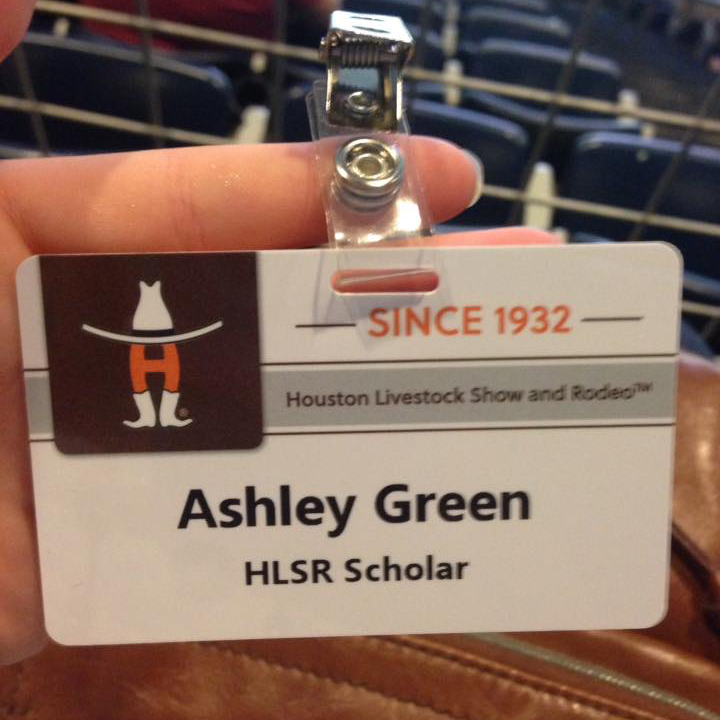 SINCE 1932
Houston Livestock Show and Rodeo™
H
®
Ashley Green
HLSR Scholar